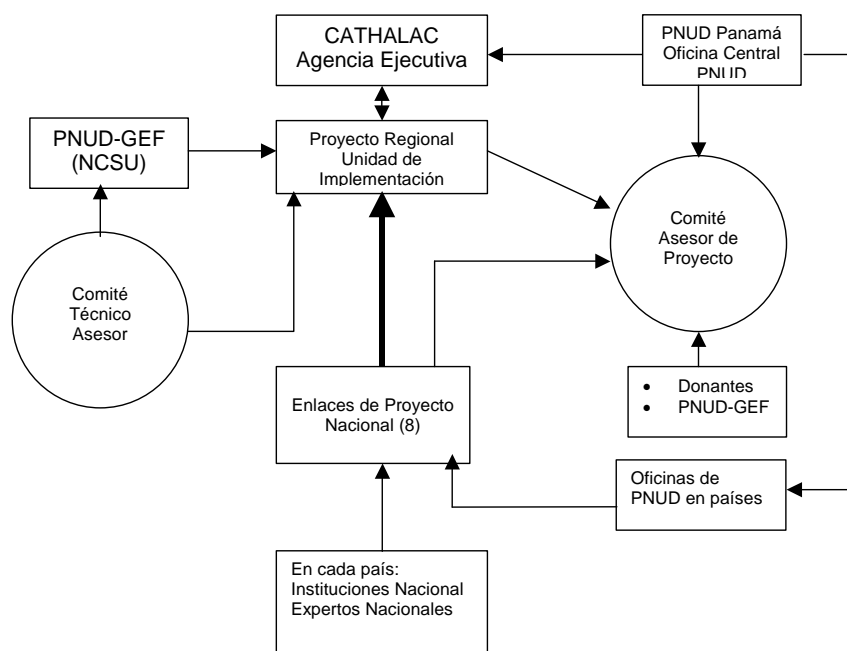 CATHALAC
Agencia Ejecutiva
PNUD Panamá
Oficina Central
PNUD
PNUD-GEF
(NCSU)
Proyecto Regional
Unidad de
Implementación
Comité
Asesor de
Proyecto
Comité
Técnico
Asesor
Enlaces de Proyecto
Nacional (8)
• Donantes
• PNUD-GEF
Oficinas de
PNUD en países
En cada país:
Instituciones Nacional
Expertos Nacionales